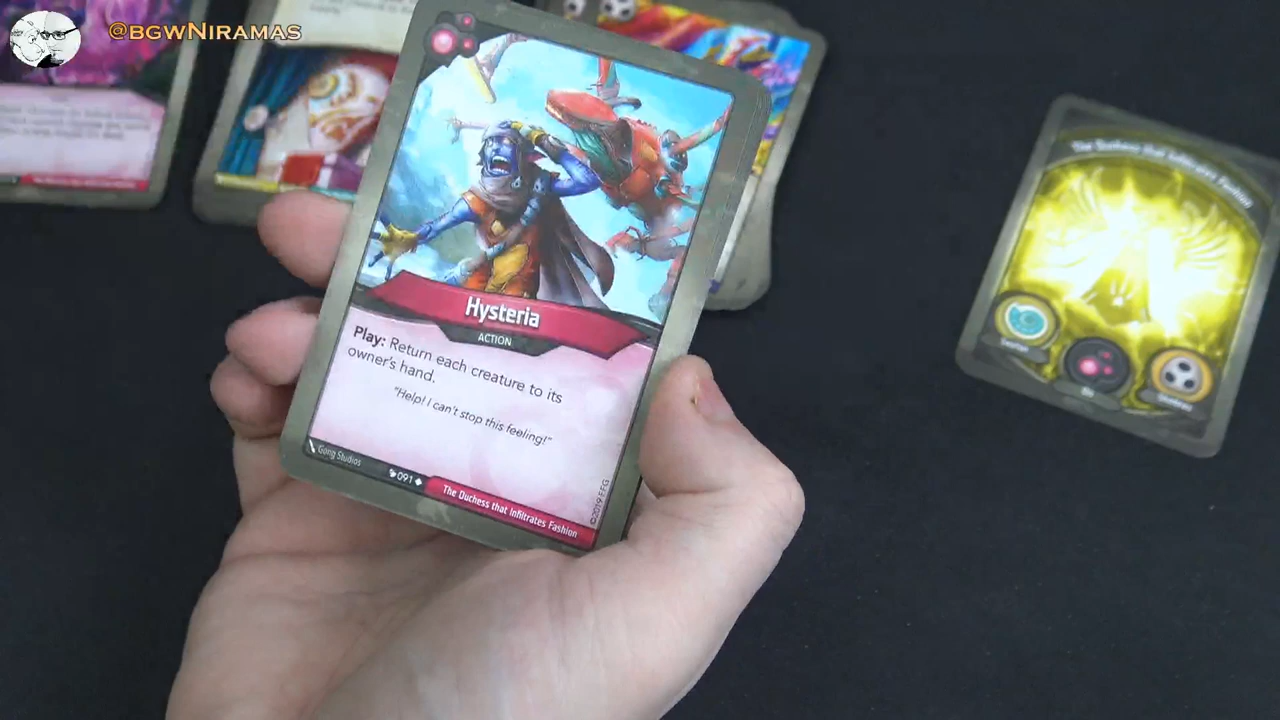 @BGWNIRAMAS
Hysteria
ACTION
Play: Return each creature to its
owner's hand.
"Help! I can't stop this feeling!"
Gong Studios
091
The Duchess that Infiltrates Fashion
©2019 FFG
The Duchess that Infiltrates Fashion
Dis